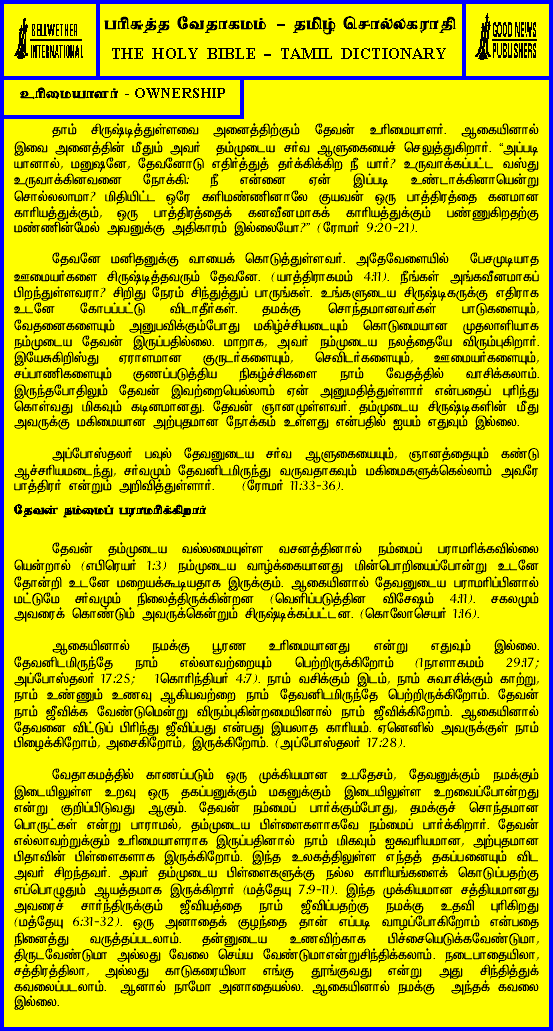 BELLWETHER
INTERNATIONAL
பரிசுத்த வேதாகமம் – தமிழ் சொல்லகராதி
THE HOLY BIBLE – TAMIL DICTIONARY
GOOD NEWS
PUBLISHERS
உரிமையாளர் - OWNERSHIP
தாம் சிருஷ்டித்துள்ளவை அனைத்திற்கும் தேவன் உரிமையாளர். ஆகையினால்
இவை அனைத்தின் மீதும் அவர் தம்முடைய சர்வ ஆளுகையைச் செலுத்துகிறார். “அப்படி
யானால், மனுஷனே, தேவனோடு எதிர்த்துத் தர்க்கிக்கிற நீ யார்? உருவாக்கப்பட்ட வஸ்து
உருவாக்கினவனை நோக்கி: நீ என்னை ஏன் இப்படி உண்டாக்கினாயென்று
சொல்லலாமா? மிதியிட்ட ஒரே களிமண்ணினாலே குயவன் ஒரு பாத்திரத்தை கனமான
காரியத்துக்கும், ஒரு பாத்திரத்தைக் கனவீனமாகக் காரியத்துக்கும் பண்ணுகிறதற்கு
மண்ணின்மேல் அவனுக்கு அதிகாரம் இல்லையோ?” (ரோமர் 9:20-21).
தேவனே மனிதனுக்கு வாயைக் கொடுத்துள்ளவர். அதேவேளையில் பேசமுடியாத
ஊமையர்களை சிருஷ்டித்தவரும் தேவனே. (யாத்திராகமம் 4:11). நீங்கள் அங்கவீனமாகப்
பிறந்துள்ளவரா? சிறிது நேரம் சிந்துத்துப் பாருங்கள். உங்களுடைய சிருஷ்டிகருக்கு எதிராக
உடனே கோபப்பட்டு விடாதீர்கள். தமக்கு சொந்தமானவர்கள் பாடுகளையும்,
வேதனைகளையும் அனுபவிக்கும்போது மகிழ்ச்சியடையும் கொடுமையான முதலாளியாக
நம்முடைய தேவன் இருப்பதில்லை. மாறாக, அவர் நம்முடைய நலத்தையே விரும்புகிறார்.
இயேசுகிறிஸ்து ஏராளமான குருடர்களையும், செவிடர்களையும், ஊமையர்களையும்,
சப்பாணிகளையும் குணப்படுத்திய நிகழ்ச்சிகளை நாம் வேதத்தில் வாசிக்கலாம்.
இருந்தபோதிலும் தேவன் இவற்றையெல்லாம் ஏன் அனுமதித்துள்ளார் என்பதைப் புரிந்து
கொள்வது மிகவும் கடினமானது. தேவன் ஞானமுள்ளவர். தம்முடைய சிருஷ்டிகளின் மீது
அவருக்கு மகிமையான அற்புதமான நோக்கம் உள்ளது என்பதில் ஐயம் எதுவும் இல்லை.
அப்போஸ்தலர் பவுல் தேவனுடைய சர்வ ஆளுகையையும், ஞானத்தையும் கண்டு
ஆச்சரியமடைந்து, சர்வமும் தேவனிடமிருந்து வருவதாகவும் மகிமைகளுக்கெல்லாம் அவரே
பாத்திரர் என்றும் அறிவித்துள்ளார். (ரோமர் 11:33-36).
தேவன் நம்மைப் பராமரிக்கிறார்
தேவன் தம்முடைய வல்லமையுள்ள வசனத்தினால் நம்மைப் பராமரிக்கவில்லை
யென்றால் (எபிரெயர் 1:3) நம்முடைய வாழ்க்கையானது மின்பொறியைப்போன்று உடனே
தோன்றி உடனே மறையக்கூடியதாக இருக்கும். ஆகையினால் தேவனுடைய பராமரிப்பினால்
மட்டுமே சர்வமும் நிலைத்திருக்கின்றன (வெளிப்படுத்தின விசேஷம் 4:11). சகலமும்
அவரைக் கொண்டும் அவருக்கென்றும் சிருஷ்டிக்கப்பட்டன. (கொலோசெயர் 1:16).
ஆகையினால் நமக்கு பூரண உரிமையானது என்று எதுவும் இல்லை.
தேவனிடமிருந்தே நாம் எல்லாவற்றையும் பெற்றிருக்கிறோம் (1நாளாகமம் 29:17;
அப்போஸ்தலர் 17:25; 1கொரிந்தியர் 4:7). நாம் வசிக்கும் இடம், நாம் சுவாசிக்கும் காற்று,
நாம் உண்ணும் உணவு ஆகியவற்றை நாம் தேவனிடமிருந்தே பெற்றிருக்கிறோம். தேவன்
நாம் ஜீவிக்க வேண்டுமென்று விரும்புகின்றமையினால் நாம் ஜீவிக்கிறோம். ஆகையினால்
தேவனை விட்டுப் பிரிந்து ஜீவிப்பது என்பது இயலாத காரியம். ஏனெனில் அவருக்குள் நாம்
பிழைக்கிறோம், அசைகிறோம், இருக்கிறோம். (அப்போஸ்தலர் 17:28).
வேதாகமத்தில் காணப்படும் ஒரு முக்கியமான உபதேசம், தேவனுக்கும் நமக்கும்
இடையிலுள்ள உறவு ஒரு தகப்பனுக்கும் மகனுக்கும் இடையிலுள்ள உறவைப்போன்றது
என்று குறிப்பிடுவது ஆகும். தேவன் நம்மைப் பார்க்கும்போது, தமக்குச் சொந்தமான
பொருட்கள் என்று பாராமல், தம்முடைய பிள்ளைகளாகவே நம்மைப் பார்க்கிறார். தேவன்
எல்லாவற்றுக்கும் உரிமையாளராக இருப்பதினால் நாம் மிகவும் ஐசுவரியமான, அற்புதமான
பிதாவின் பிள்ளைகளாக இருக்கிறோம். இந்த உலகத்திலுள்ள எந்தத் தகப்பனையும் விட
அவர் சிறந்தவர். அவர் தம்முடைய பிள்ளைகளுக்கு நல்ல காரியங்களைக் கொடுப்பதற்கு
எப்பொழுதும் ஆயத்தமாக இருக்கிறார் (மத்தேயு 7:9-11). இந்த முக்கியமான சத்தியமானது
அவரைச் சார்ந்திருக்கும் ஜீவியத்தை நாம் ஜீவிப்பதற்கு நமக்கு உதவி புரிகிறது
(மத்தேயு 6:31-32). ஒரு அனாதைக் குழந்தை தான் எப்படி வாழப்போகிறோம் என்பதை
நினைத்து வருத்தப்படலாம். தன்னுடைய உணவிற்காக பிச்சையெடுக்கவேண்டுமா,
திருடவேண்டுமா அல்லது வேலை செய்ய வேண்டுமாஎன்றுசிந்திக்கலாம். நடைபாதையிலா,
சத்திரத்திலா, அல்லது காடுகரையிலா எங்கு தூங்குவது என்று அது சிந்தித்துக்
கவலைப்படலாம். ஆனால் நாமோ அனாதையல்ல. ஆகையினால் நமக்கு அந்தக் கவலை
இல்லை.